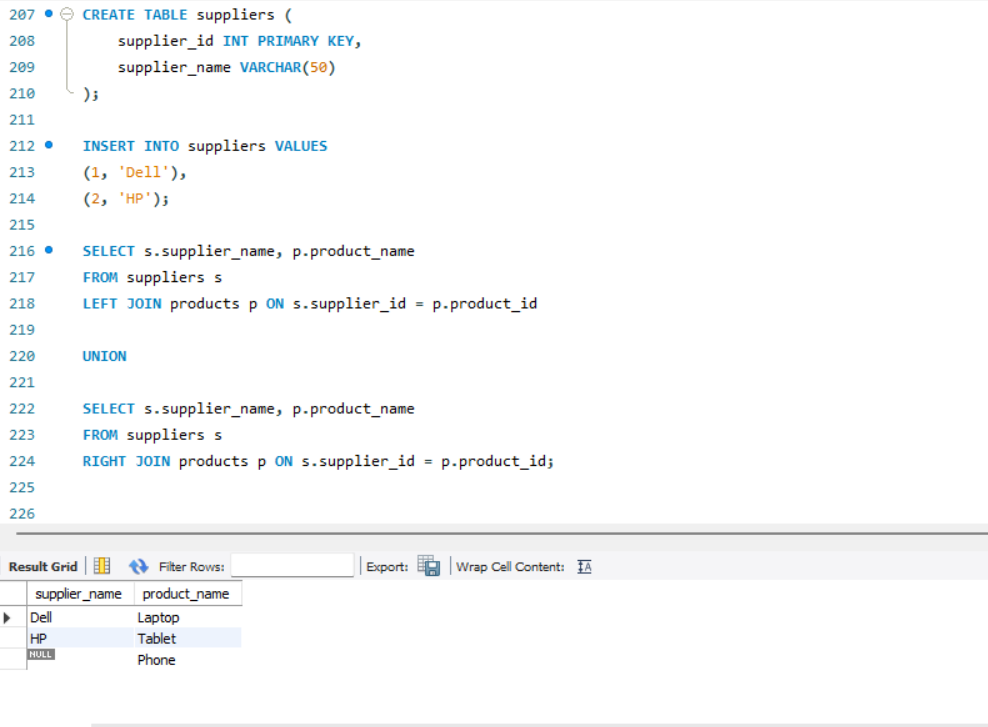 207 CREATE TABLE suppliers (
208 supplier_id INT PRIMARY KEY,
209 supplier_name VARCHAR(50)
210 );
211
212 INSERT INTO suppliers VALUES
213 (1, 'Dell'),
214 (2, 'HP');
215
216 SELECT s.supplier_name, p.product_name
217 FROM suppliers s
218 LEFT JOIN products p ON s.supplier_id = p.product_id
219
220 UNION
221
222 SELECT s.supplier_name, p.product_name
223 FROM suppliers s
224 RIGHT JOIN products p ON s.supplier_id = p.product_id;
225
226
Result Grid Filter Rows: Export: Wrap Cell Content: IA
supplier_name product_name
Dell Laptop
HP Tablet
NULL Phone